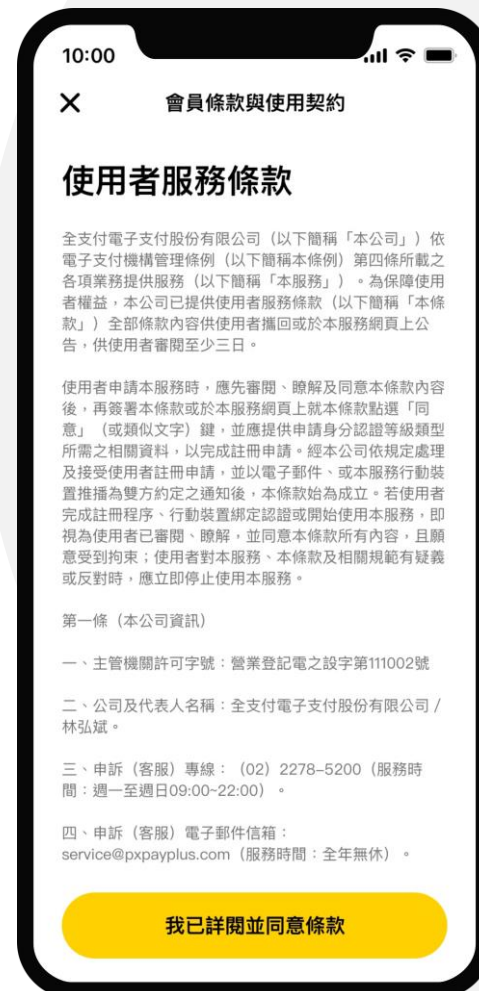 10:00
會員條款與使用契約
使用者服務條款
全支付電子支付股份有限公司（以下簡稱「本公司」）依
電子支付機構管理條例（以下簡稱本條例）第四條所載之
各項業務提供服務（以下簡稱「本服務」）。為保障使用
者權益，本公司已提供使用者服務條款（以下簡稱「本條
款」）全部條款內容供使用者攜回或於本服務網頁上公
告，供使用者審閱至少三日。
使用者申請本服務時，應先審閱、瞭解及同意本條款內容
後，再簽署本條款或於本服務網頁上就本條款點選「同
意」（或類似文字）鍵，並應提供申請身分認證等級類型
所需之相關資料，以完成註冊申請。經本公司依規定處理
及接受使用者註冊申請，並以電子郵件、或本服務行動裝
置推播為雙方約定之通知後，本條款始為成立。若使用者
完成註冊程序、行動裝置綁定認證或開始使用本服務，即
視為使用者已審閱、瞭解，並同意本條款所有內容，且願
意受到拘束；使用者對本服務、本條款及相關規範有疑義
或反對時，應立即停止使用本服務。
第一條（本公司資訊）
一、主管機關許可字號：營業登記電之設字第111002號
二、公司及代表人名稱：全支付電子支付股份有限公司 /
林弘斌。
三、申訴（客服）專線：（02）2278-5200（服務時
間：週一至週日09:00~22:00）。
四、申訴（客服）電子郵件信箱：
service@pxpayplus.com（服務時間：全年無休）。
我已詳閱並同意條款